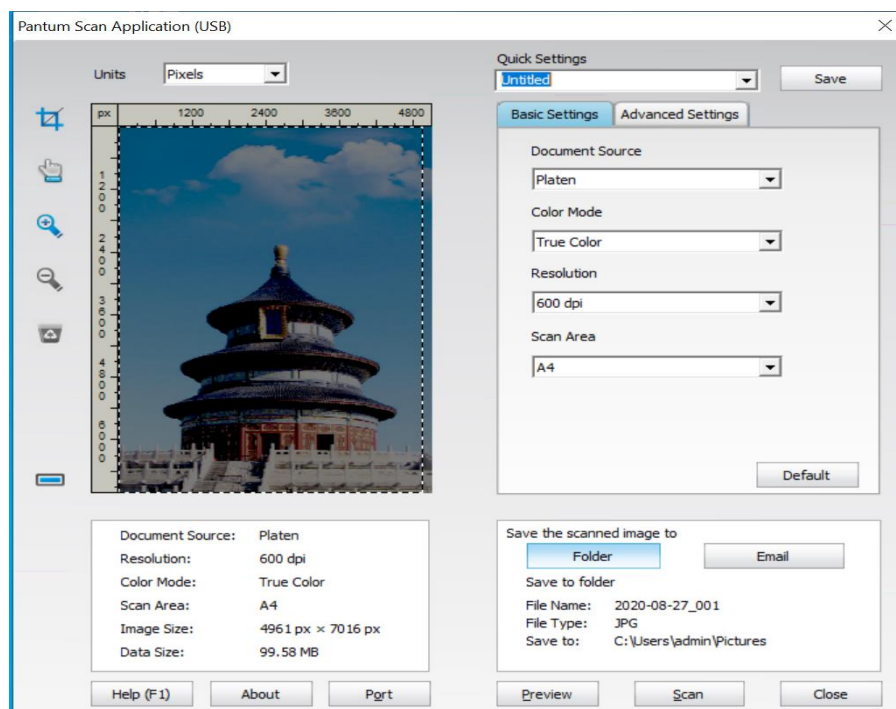 Pantum Scan Application (USB)
Units
Pixels
px
1200 2400 3600 4800
1200
2400
3600
4800
6000
Quick Settings
Untitled
Save
Basic Settings
Advanced Settings
Document Source
Platen
Color Mode
True Color
Resolution
600 dpi
Scan Area
A4
Default
Document Source: Platen
Resolution: 600 dpi
Color Mode: True Color
Scan Area: A4
Image Size: 4961 px × 7016 px
Data Size: 99.58 MB
Save the scanned image to
Folder
Email
Save to folder
File Name: 2020-08-27_001
File Type: JPG
Save to: C:\Users\admin\Pictures
Help (F1)
About
Port
Preview
Scan
Close